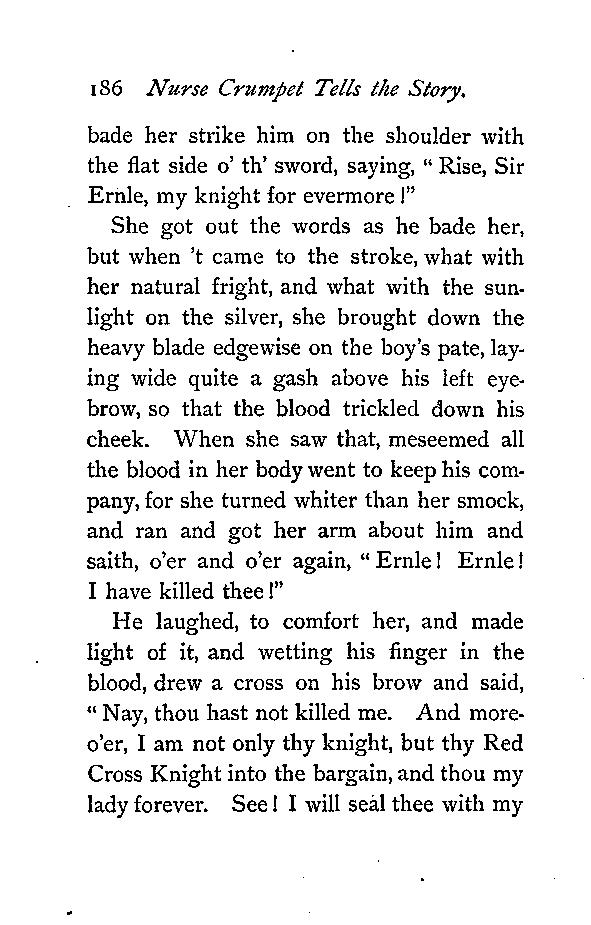 186 Nurse Crumpet Tells the Story.
bade her strike him on the shoulder with
the flat side o' th' sword, saying, "Rise, Sir
Ernle, my knight for evermore!"
She got out the words as he bade her,
but when 't came to the stroke, what with
her natural fright, and what with the sun-
light on the silver, she brought down the
heavy blade edgewise on the boy's pate, lay-
ing wide quite a gash above his left eye-
brow, so that the blood trickled down his
cheek. When she saw that, meseemed all
the blood in her body went to keep his com-
pany, for she turned whiter than her smock,
and ran and got her arm about him and
saith, o'er and o'er again, "Ernle! Ernle!
I have killed thee!"
He laughed, to comfort her, and made
light of it, and wetting his finger in the
blood, drew a cross on his brow and said,
"Nay, thou hast not killed me. And more-
o'er, I am not only thy knight, but thy Red
Cross Knight into the bargain, and thou my
lady forever. See! I will seal thee with my